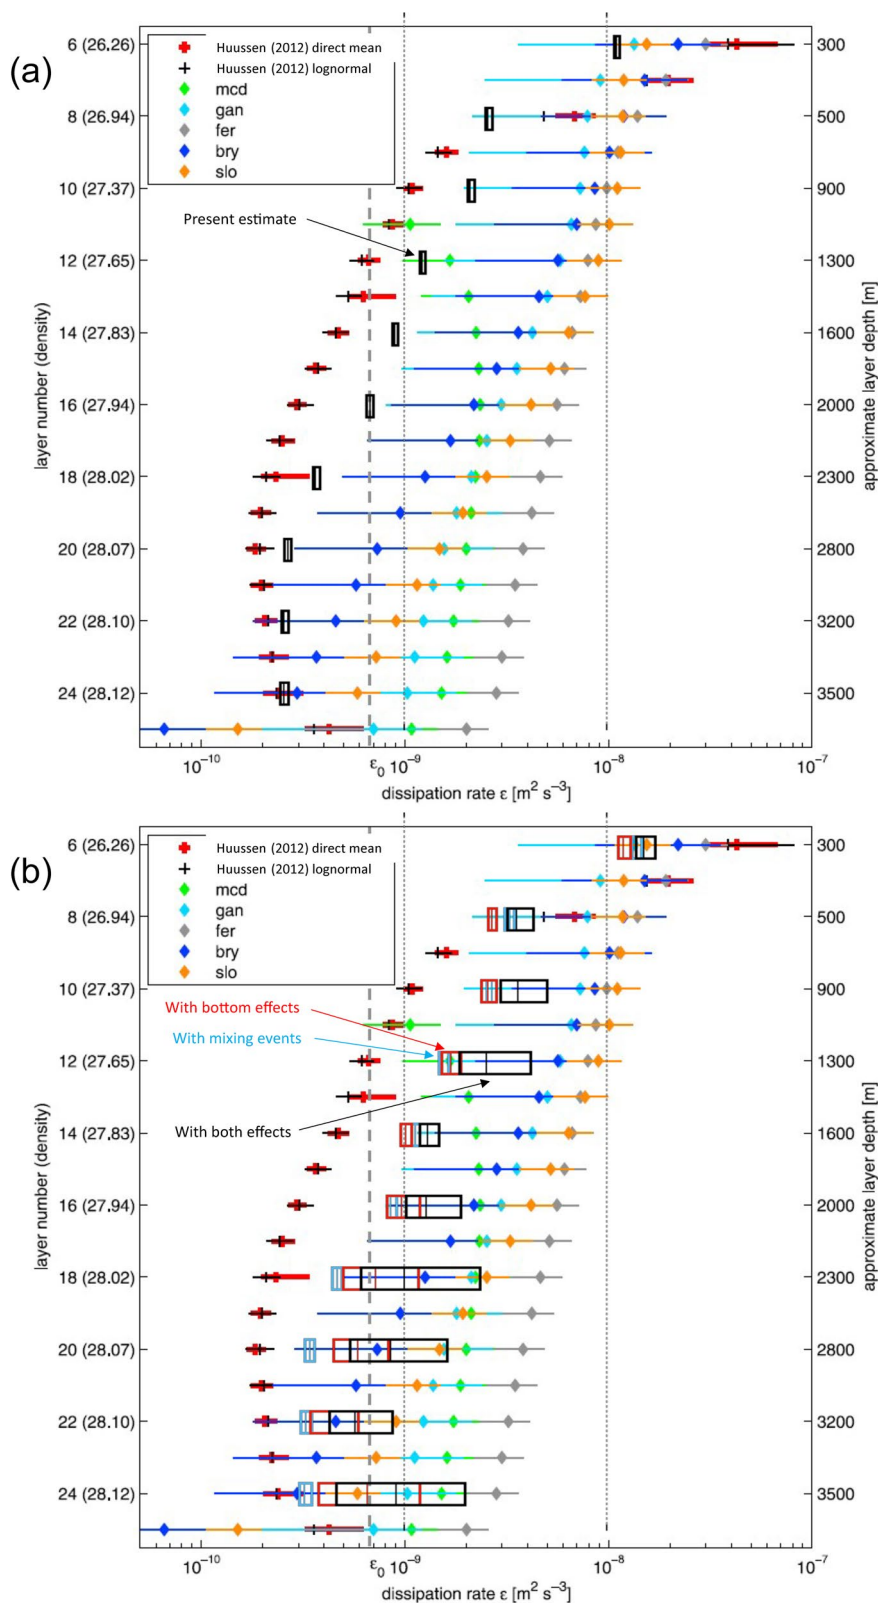 (a)
Huussen (2012) direct mean
Huussen (2012) lognormal
mcd
gan
fer
bry
slo
Present estimate
layer number (density)
6 (26.26)
8 (26.94)
10 (27.37)
12 (27.65)
14 (27.83)
16 (27.94)
18 (28.02)
20 (28.07)
22 (28.10)
24 (28.12)
approximate layer depth [m]
300
500
900
1300
1600
2000
2300
2800
3200
3500
10⁻¹⁰ ε₀ 10⁻⁹ 10⁻⁸ 10⁻⁷
dissipation rate ε [m² s⁻³]
(b)
Huussen (2012) direct mean
Huussen (2012) lognormal
mcd
gan
fer
bry
slo
With bottom effects
With mixing events
With both effects
layer number (density)
6 (26.26)
8 (26.94)
10 (27.37)
12 (27.65)
14 (27.83)
16 (27.94)
18 (28.02)
20 (28.07)
22 (28.10)
24 (28.12)
approximate layer depth [m]
300
500
900
1300
1600
2000
2300
2800
3200
3500
10⁻¹⁰ ε₀ 10⁻⁹ 10⁻⁸ 10⁻⁷
dissipation rate ε [m² s⁻³]